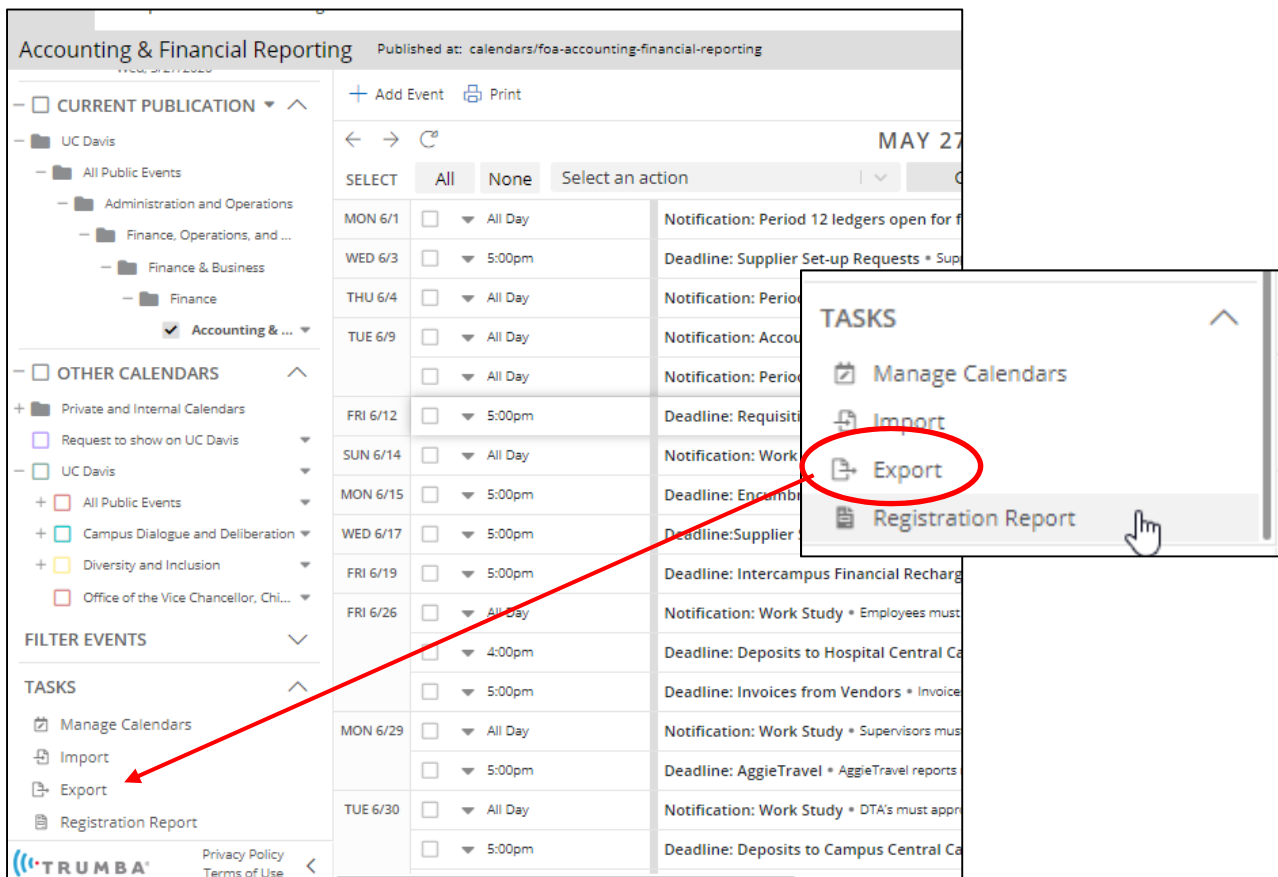 Accounting & Financial Reporting Published at: calendars/foa-accounting-financial-reporting
CURRENT PUBLICATION
UC Davis
All Public Events
Administration and Operations
Finance, Operations, and ...
Finance & Business
Finance
Accounting & ...
OTHER CALENDARS
Private and Internal Calendars
Request to show on UC Davis
UC Davis
All Public Events
Campus Dialogue and Deliberation
Diversity and Inclusion
Office of the Vice Chancellor, Chi...
FILTER EVENTS
TASKS
Manage Calendars
Import
Export
Registration Report
TRUMBA
Privacy Policy
Terms of Use
Add Event Print
MAY 27
SELECT All None Select an action
MON 6/1 All Day Notification: Period 12 ledgers open for f
WED 6/3 5:00pm Deadline: Supplier Set-up Requests • Sup
THU 6/4 All Day Notification: Perio
TUE 6/9 All Day Notification: Accou
All Day Notification: Perio
FRI 6/12 5:00pm Deadline: Requisiti
SUN 6/14 All Day Notification: Work
MON 6/15 5:00pm Deadline: Encumbr
WED 6/17 5:00pm Deadline:Supplier
FRI 6/19 5:00pm Deadline: Intercampus Financial Recharg
FRI 6/26 All Day Notification: Work Study • Employees must
4:00pm Deadline: Deposits to Hospital Central Ca
5:00pm Deadline: Invoices from Vendors • Invoice
MON 6/29 All Day Notification: Work Study • Supervisors mus
5:00pm Deadline: AggieTravel • AggieTravel reports
TUE 6/30 All Day Notification: Work Study • DTA's must appr
5:00pm Deadline: Deposits to Campus Central Ca
TASKS
Manage Calendars
Import
Export
Registration Report